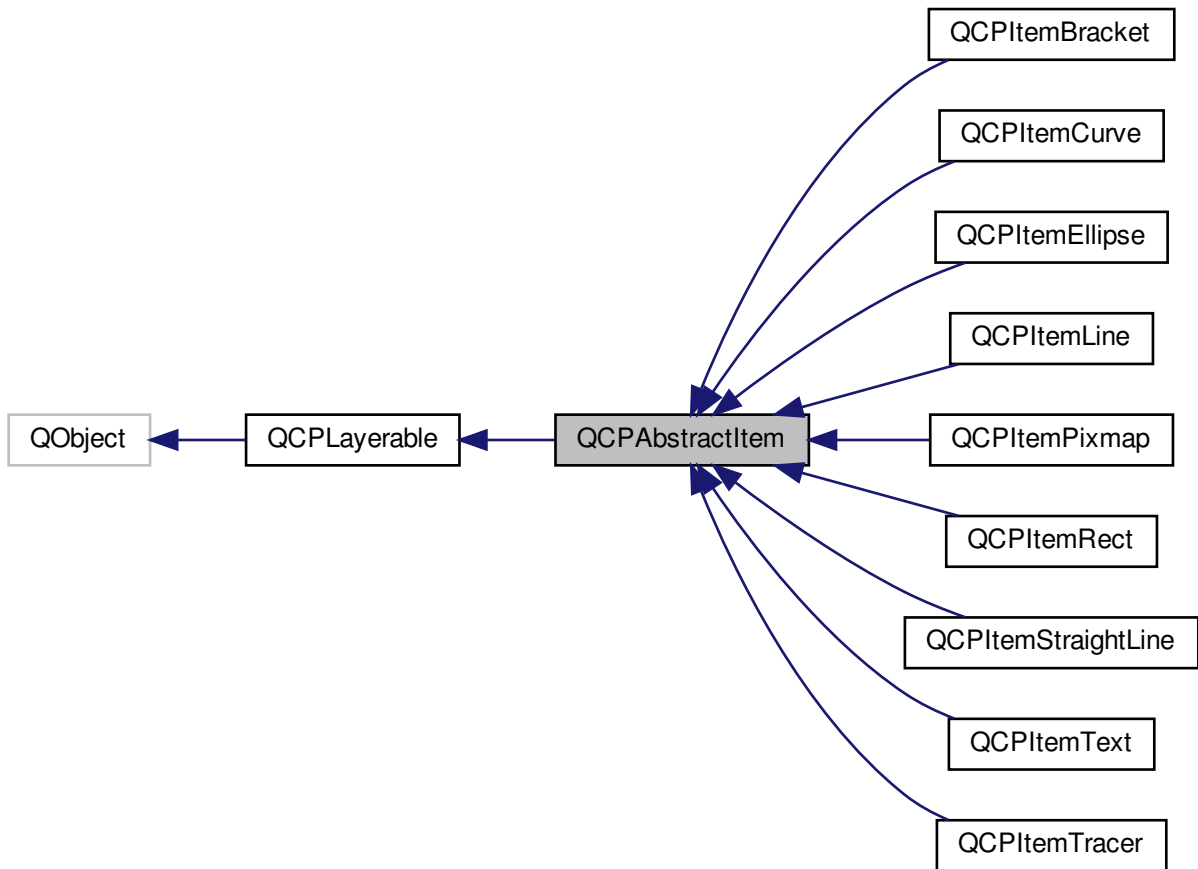 QCPItemBracket
QCPItemCurve
QCPItemEllipse
QCPItemLine
QObject
QCPLayerable
QCPAbstractItem
QCPItemPixmap
QCPItemRect
QCPItemStraightLine
QCPItemText
QCPItemTracer